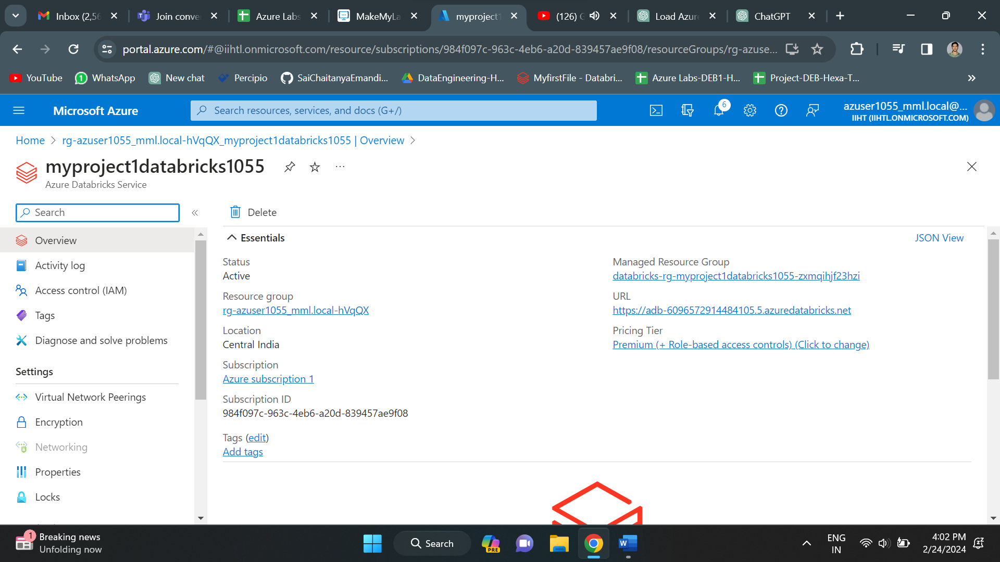 Inbox (2,56
Join conve
Azure Labs
MakeMyLa
myproject1
(126) G
Load Azur
ChatGPT
portal.azure.com/#@iihtl.onmicrosoft.com/resource/subscriptions/984f097c-963c-4eb6-a20d-839457ae9f08/resourceGroups/rg-azuse...
YouTube
1
WhatsApp
New chat
Percipio
SaiChaitanyaEmandi...
DataEngineering-H...
MyfirstFile - Databri...
Azure Labs-DEB1-H...
Project-DEB-Hexa-T...
Microsoft Azure
Search resources, services, and docs (G+/)
6
azuser1055_mml.local@...
IIHT (IIHTL.ONMICROSOFT.COM)
Home > rg-azuser1055_mml.local-hVqQX_myproject1databricks1055 | Overview >
myproject1databricks1055
Azure Databricks Service
Search
Delete
Overview
Activity log
Access control (IAM)
Tags
Diagnose and solve problems
Settings
Virtual Network Peerings
Encryption
Networking
Properties
Locks
Essentials
JSON View
Status
Active
Resource group
rg-azuser1055_mml.local-hVqQX
Location
Central India
Subscription
Azure subscription 1
Subscription ID
984f097c-963c-4eb6-a20d-839457ae9f08
Tags (edit)
Add tags
Managed Resource Group
databricks-rg-myproject1databricks1055-zxmqihjf23hzi
URL
https://adb-6096572914484105.5.azuredatabricks.net
Pricing Tier
Premium (+ Role-based access controls) (Click to change)
1
Breaking news
Unfolding now
Search
PRE
W
ENG
IN
4:02 PM
2/24/2024